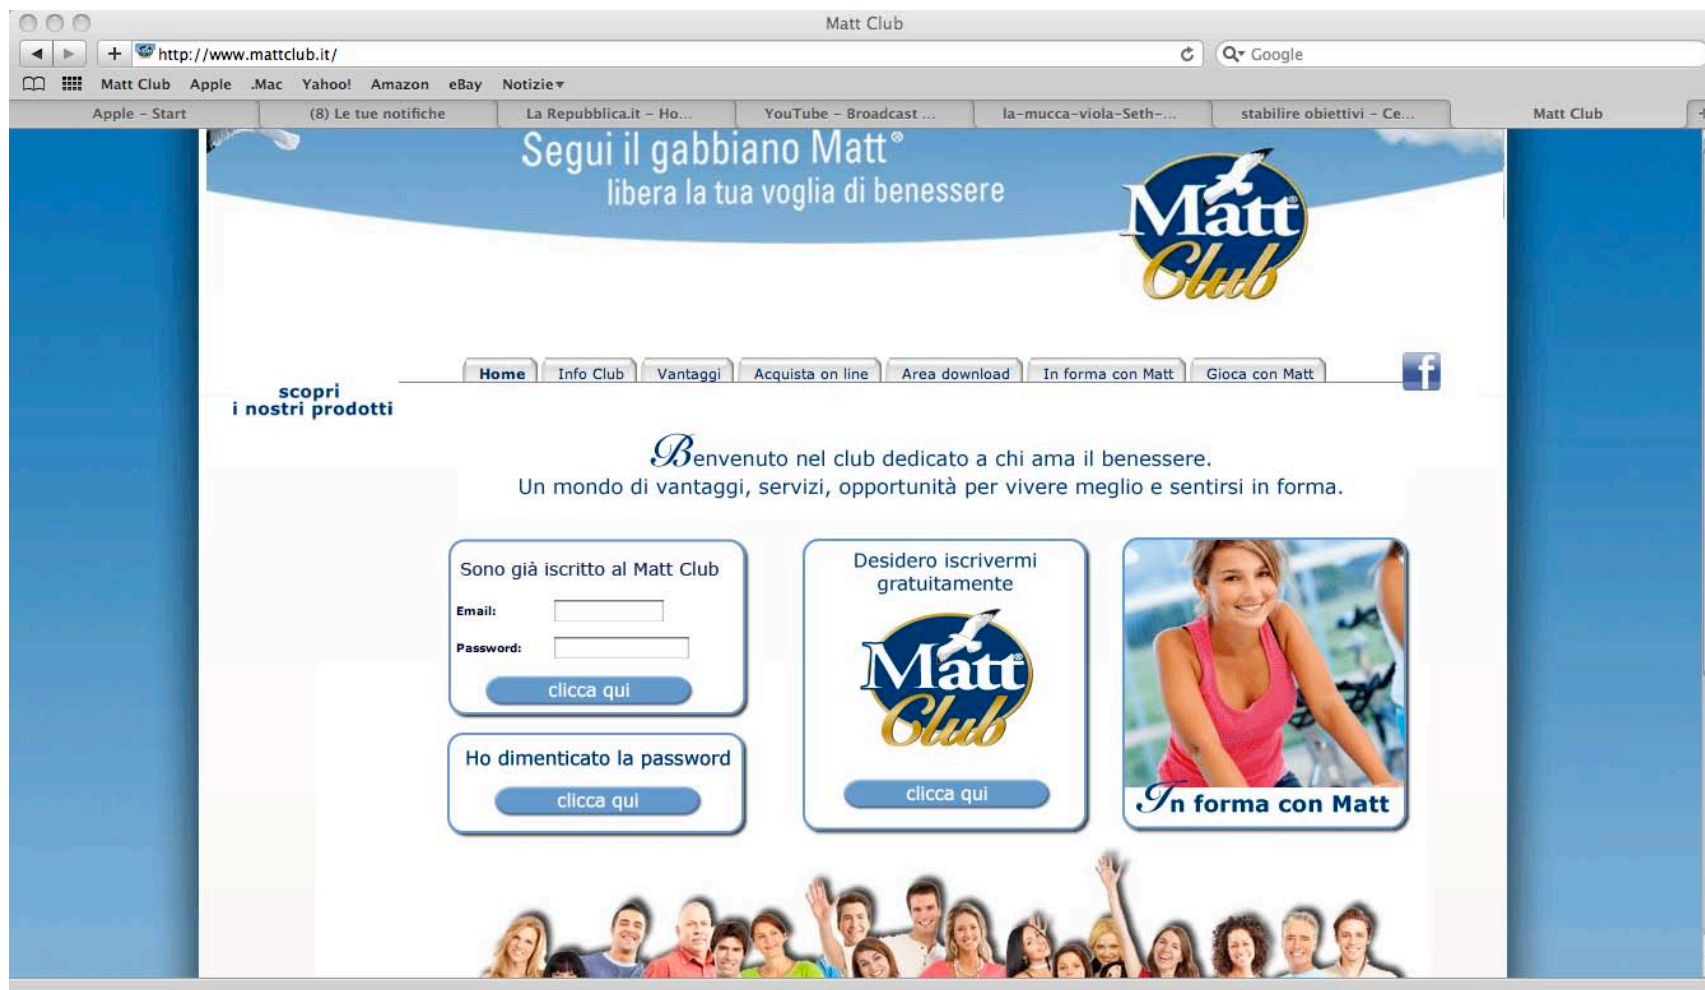 Matt Club
http://www.mattclub.it/
Google
Matt Club Apple .Mac Yahoo! Amazon eBay Notizie
Apple – Start (8) Le tue notifiche La Repubblica.it – Ho... YouTube – Broadcast ... la-mucca-viola-Seth-... stabilire obiettivi – Ce... Matt Club
Segui il gabbiano Matt®
libera la tua voglia di benessere
Matt®
Club
Home Info Club Vantaggi Acquista on line Area download In forma con Matt Gioca con Matt f
scopri
i nostri prodotti
Benvenuto nel club dedicato a chi ama il benessere.
Un mondo di vantaggi, servizi, opportunità per vivere meglio e sentirsi in forma.
Sono già iscritto al Matt Club
Email:
Password:
clicca qui
Ho dimenticato la password
clicca qui
Desidero iscrivermi
gratuitamente
Matt®
Club
clicca qui
In forma con Matt